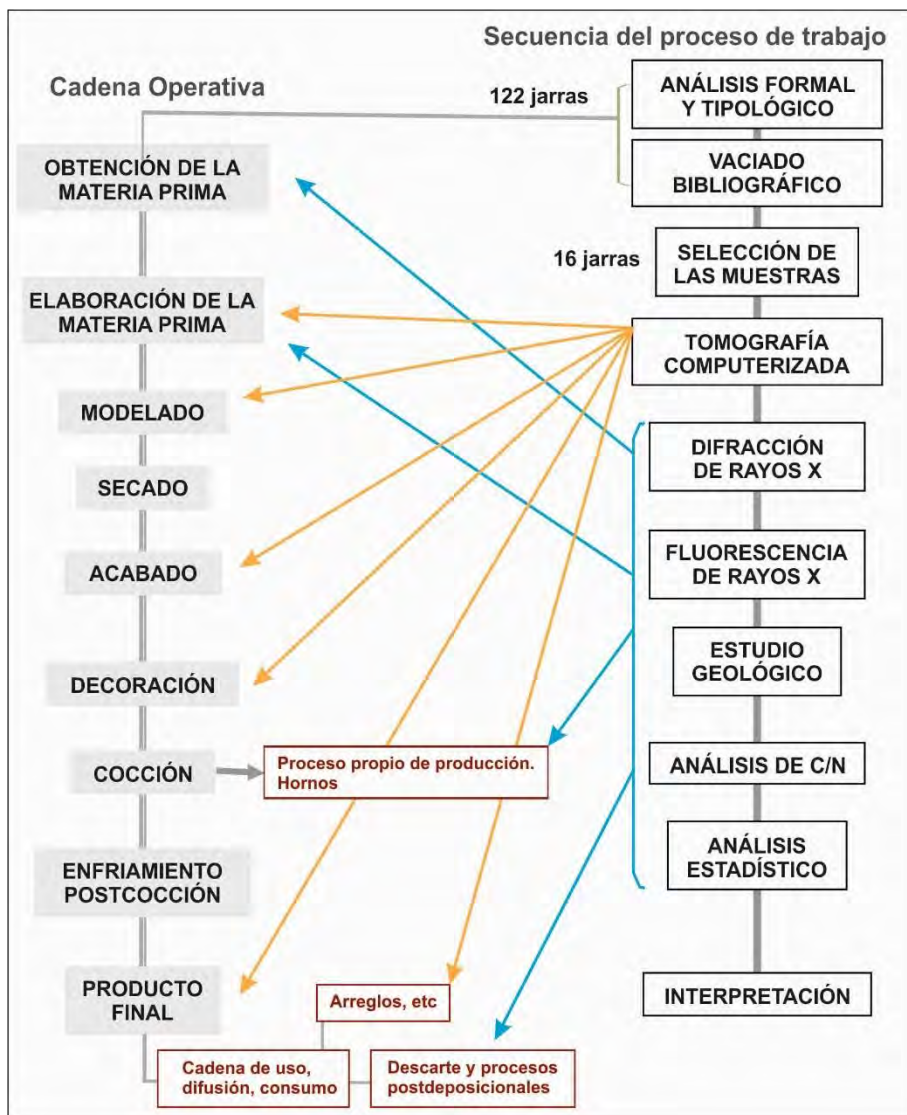 Secuencia del proceso de trabajo
Cadena Operativa
122 jarras
ANÁLISIS FORMAL
Y TIPOLÓGICO
VACIADO
BIBLIOGRÁFICO
16 jarras
SELECCIÓN DE
LAS MUESTRAS
TOMOGRAFÍA
COMPUTERIZADA
DIFRACCIÓN
DE RAYOS X
FLUORESCENCIA
DE RAYOS X
ESTUDIO
GEOLÓGICO
ANÁLISIS DE C/N
ANÁLISIS
ESTADÍSTICO
INTERPRETACIÓN
OBTENCIÓN DE LA
MATERIA PRIMA
ELABORACIÓN DE LA
MATERIA PRIMA
MODELADO
SECADO
ACABADO
DECORACIÓN
COCCIÓN
Proceso propio de producción.
Hornos
ENFRIAMIENTO
POSTCOCCIÓN
PRODUCTO
FINAL
Arreglos, etc
Cadena de uso,
difusión, consumo
Descarte y procesos
postdeposicionales